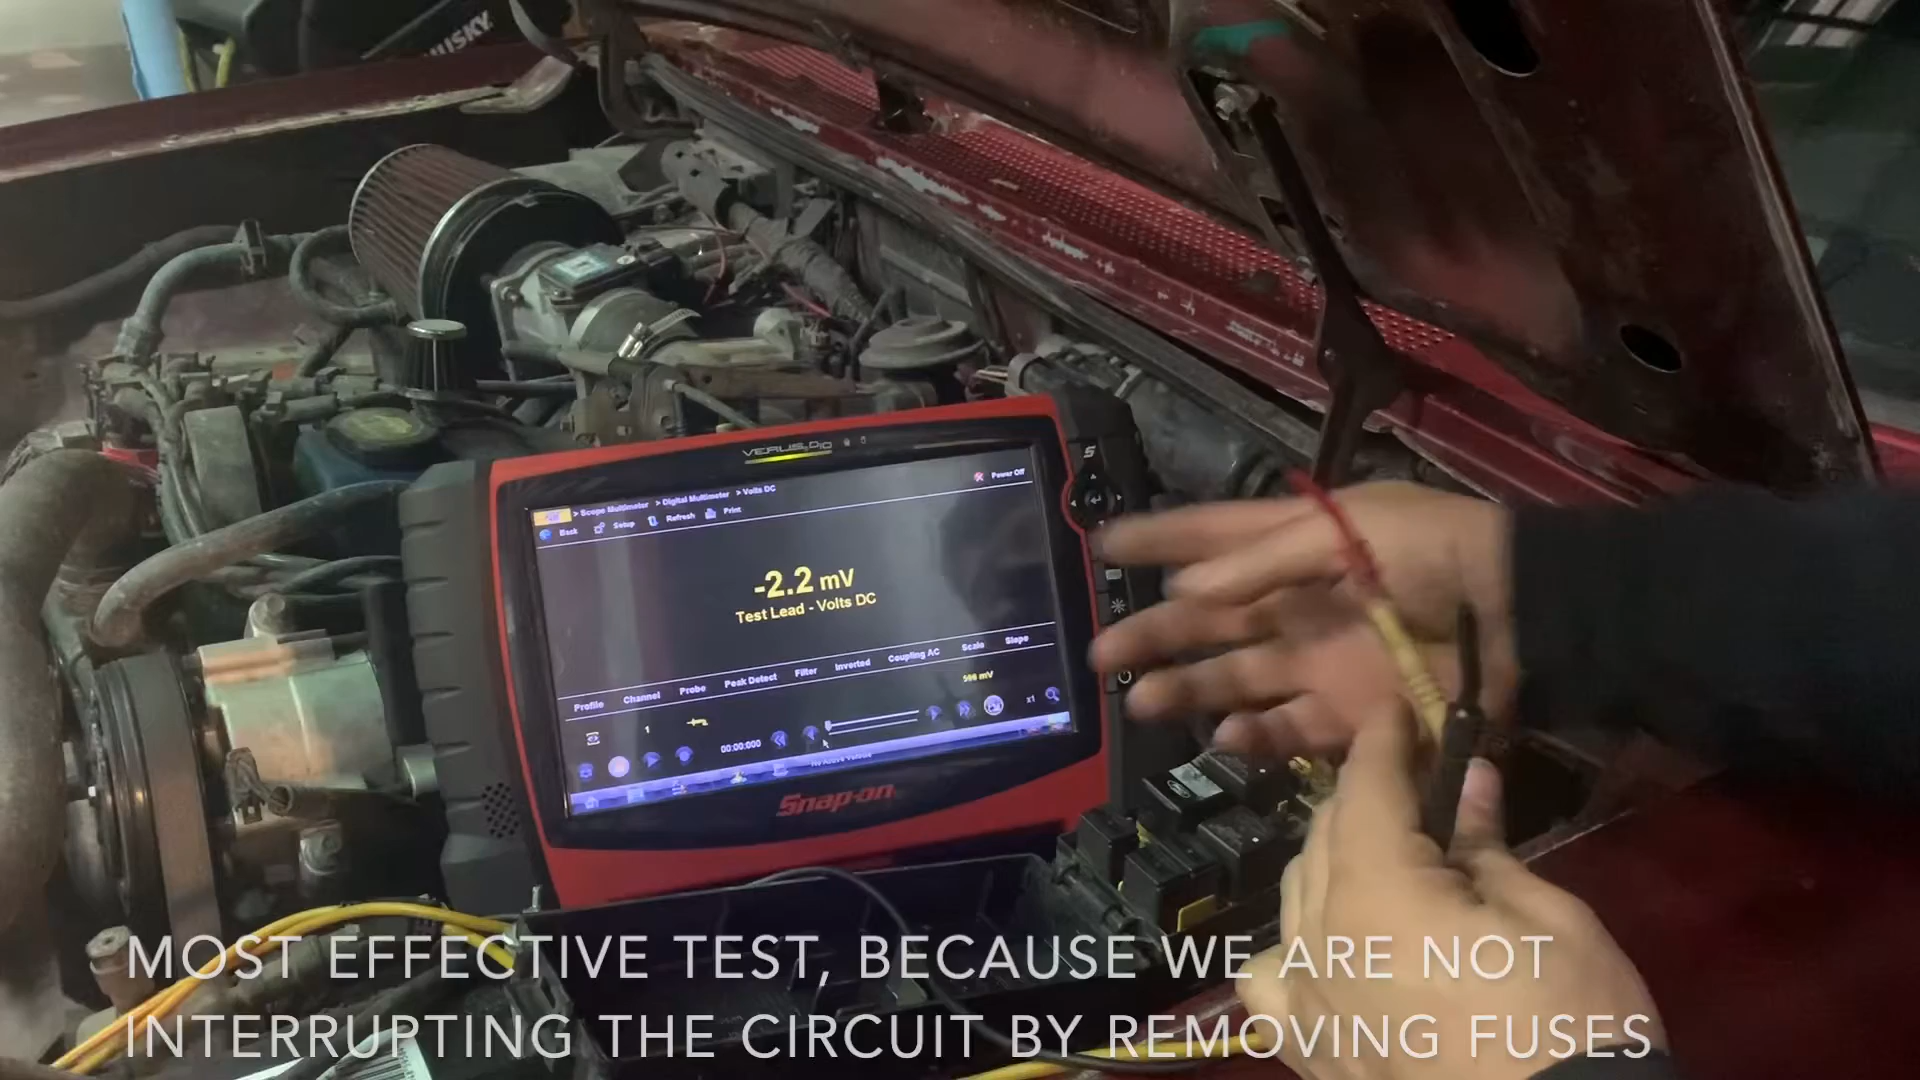 HUSKY
VERUS PRO
> Scope Multimeter > Digital Multimeter > Volts DC
Power Off
Back Setup Refresh Print
-2.2 mV
Test Lead - Volts DC
Profile Channel Probe Peak Detect Filter Inverted Coupling AC Scale Slope
1
00:00:000
x1
Snap-on
S
MOST EFFECTIVE TEST, BECAUSE WE ARE NOT
INTERRUPTING THE CIRCUIT BY REMOVING FUSES